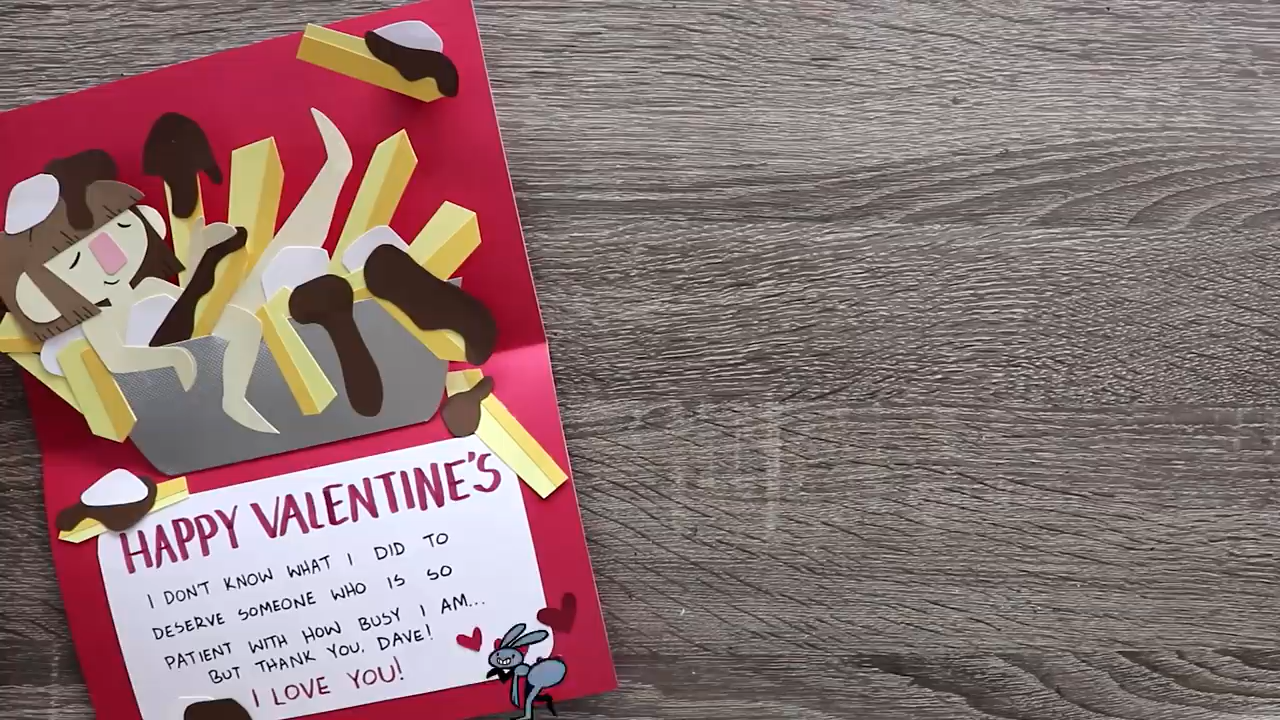 HAPPY VALENTINE'S
I DON'T KNOW WHAT I DID TO
DESERVE SOMEONE WHO IS SO
PATIENT WITH HOW BUSY I AM...
BUT THANK YOU, DAVE!
I LOVE YOU!